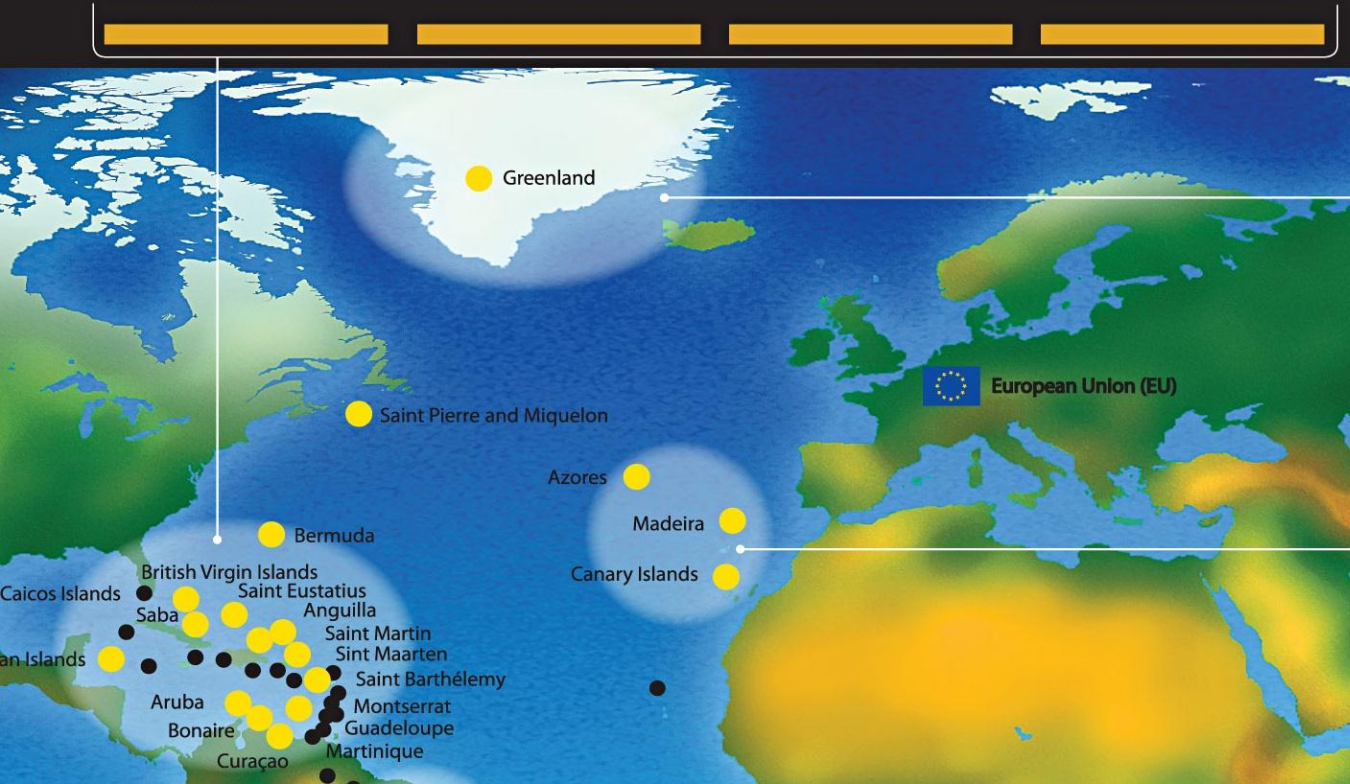 Greenland
European Union (EU)
Saint Pierre and Miquelon
Azores
Madeira
Bermuda
British Virgin Islands
Canary Islands
Caicos Islands
Saint Eustatius
Saba
Anguilla
Saint Martin
Sint Maarten
an Islands
Saint Barthélemy
Aruba
Montserrat
Bonaire
Guadeloupe
Martinique
Curaçao